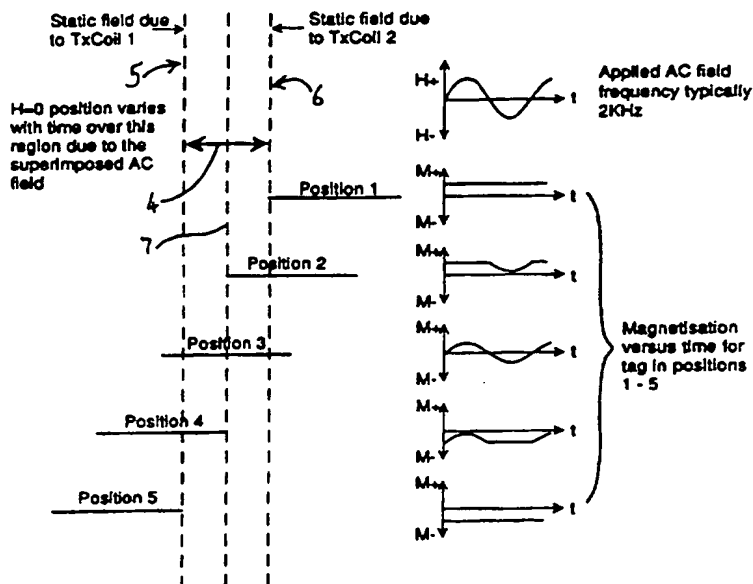 Static field due
to TxCoil 1
Static field due
to TxCoil 2
5
6
H=0 position varies
with time over this
region due to the
superimposed AC
field
4
7
Position 1
Position 2
Position 3
Position 4
Position 5
H+
H-
t
Applied AC field
frequency typically
2KHz
M+
M-
t
M+
M-
t
M+
M-
t
M+
M-
t
M+
M-
t
Magnetisation
versus time for
tag in positions
1 - 5